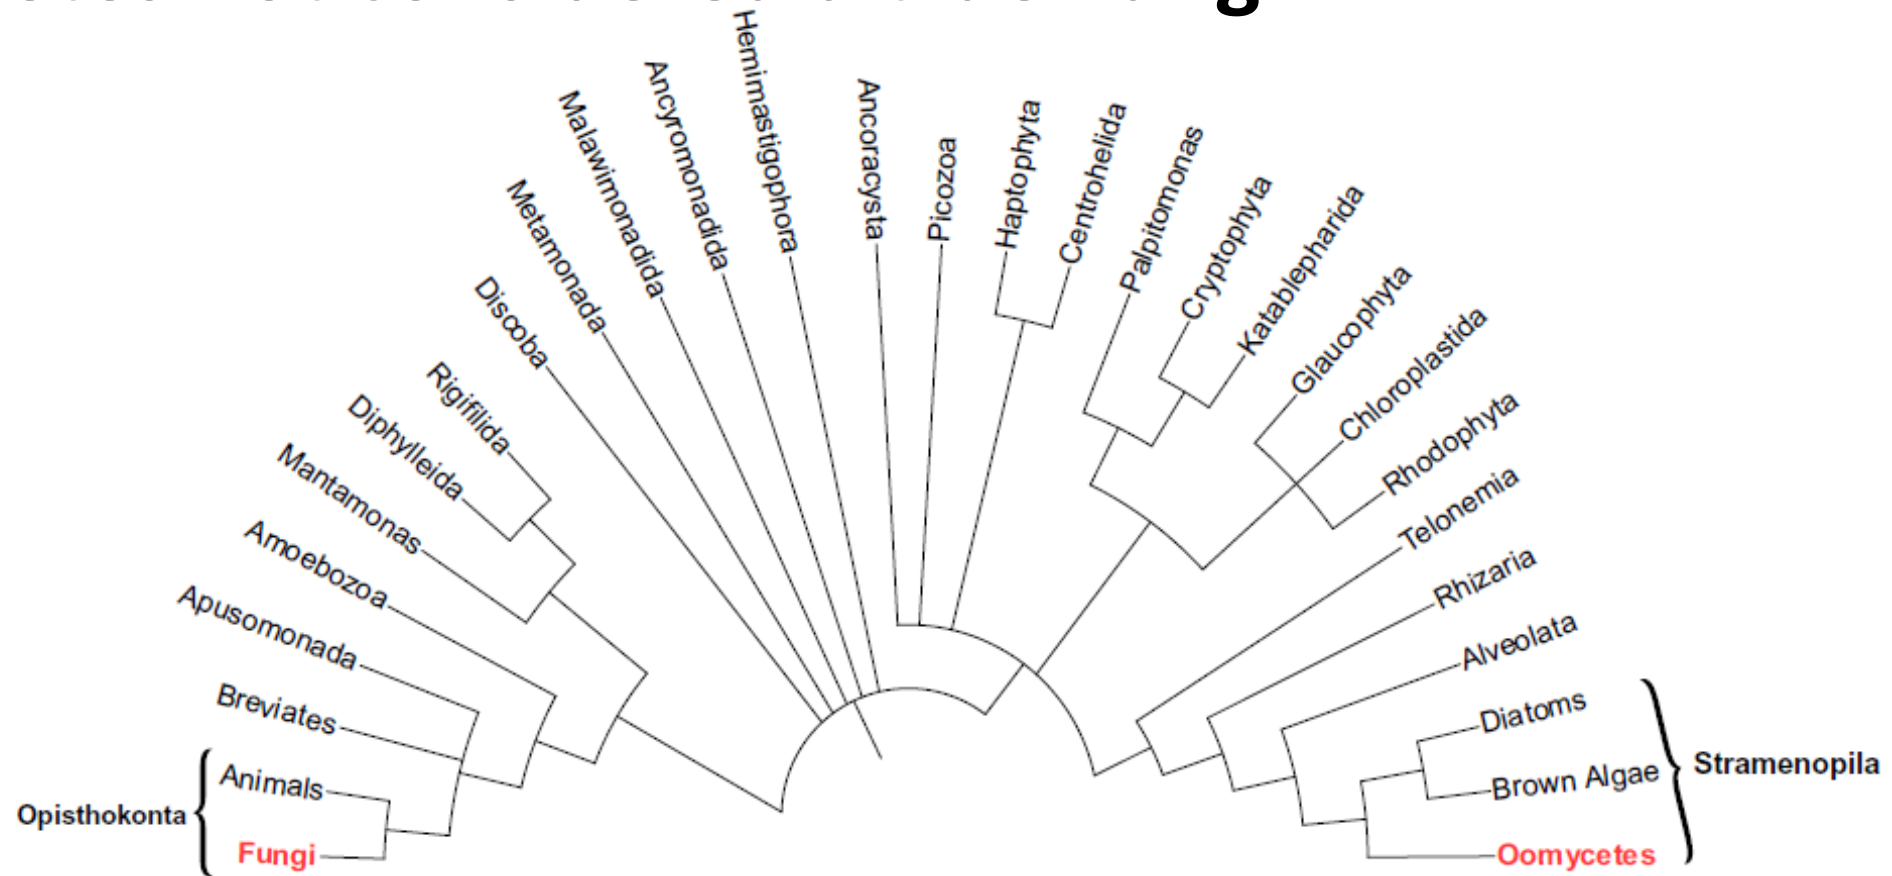 Hemimastigophora
Ancyromonadida
Malawimonadida
Metamonada
Discoba
Rigifilida
Diphylleida
Mantamonas
Amoebozoa
Apusomonada
Breviates
Animals
Fungi
Opisthokonta
Ancoracysta
Picozoa
Haptophyta
Centrohelida
Palpitomonas
Cryptophyta
Katablepharida
Glaucophyta
Chloroplastida
Rhodophyta
Telonemia
Rhizaria
Alveolata
Diatoms
Brown Algae
Oomycetes
Stramenopila